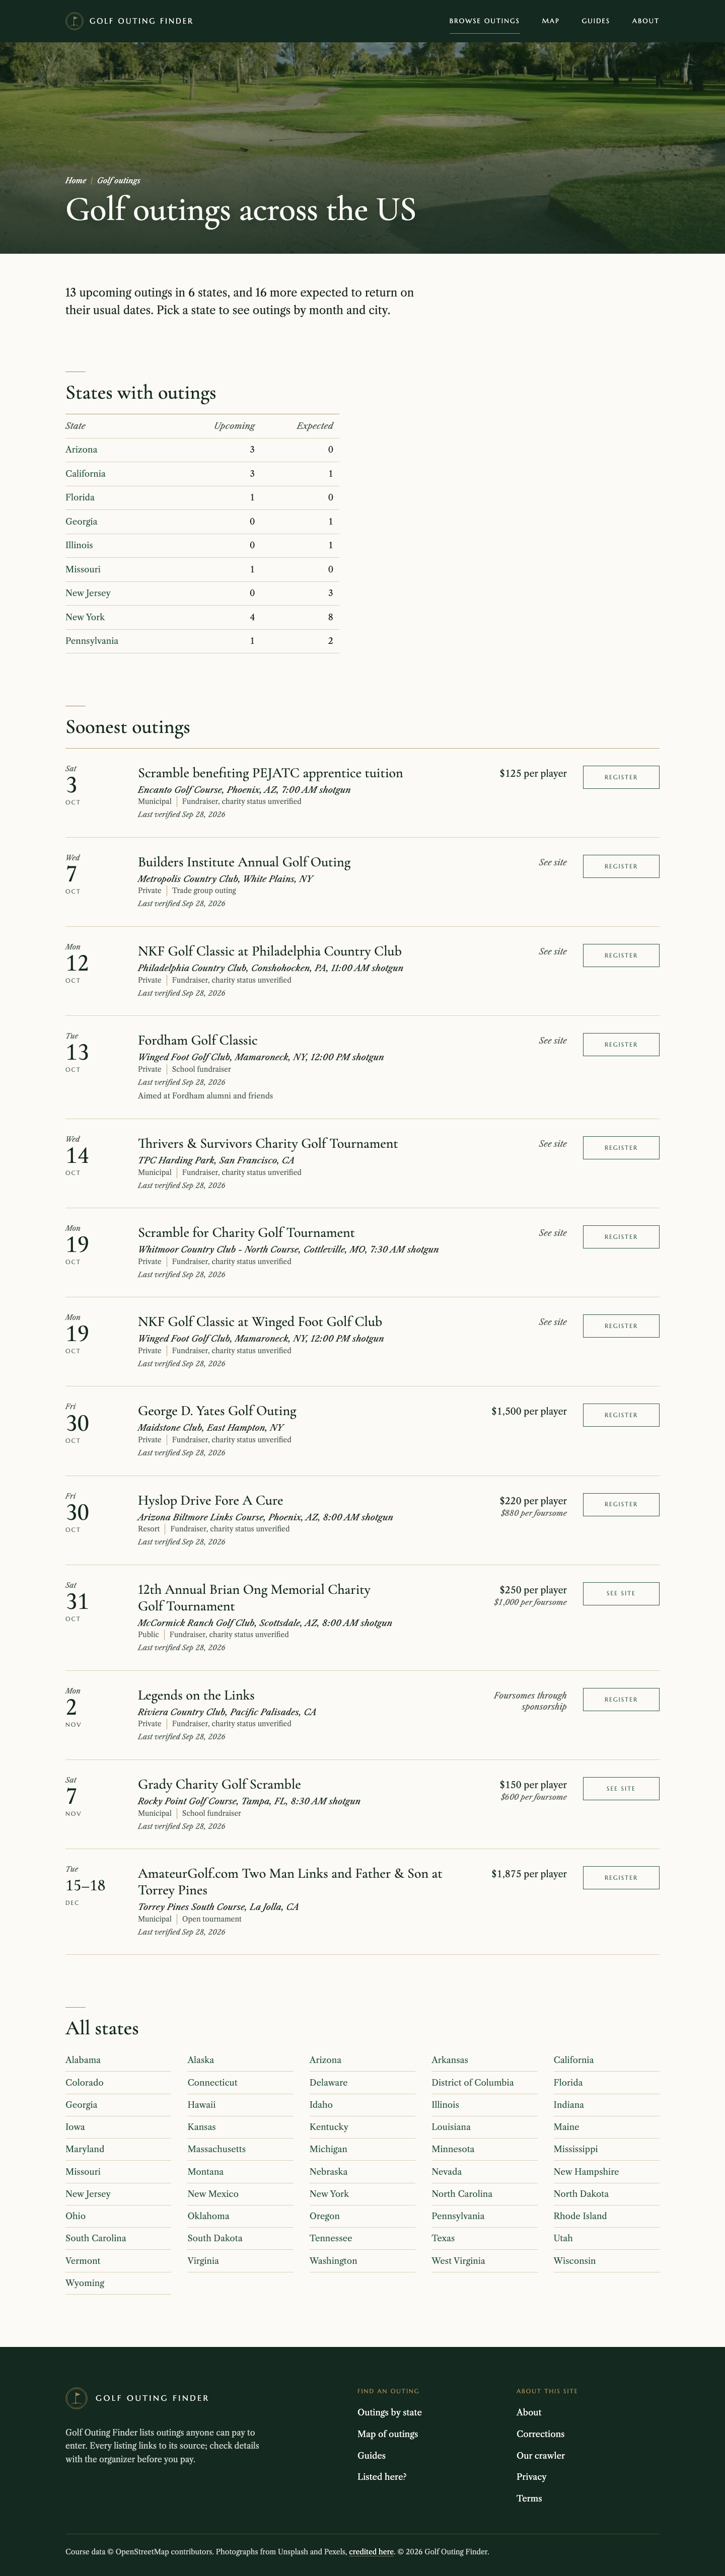 GOLF OUTING FINDER
BROWSE OUTINGS MAP GUIDES ABOUT
Home | Golf outings
Golf outings across the US
13 upcoming outings in 6 states, and 16 more expected to return on
their usual dates. Pick a state to see outings by month and city.
States with outings
State Upcoming Expected
Arizona 3 0
California 3 1
Florida 1 0
Georgia 0 1
Illinois 0 1
Missouri 1 0
New Jersey 0 3
New York 4 8
Pennsylvania 1 2
Soonest outings
Sat
3
OCT
Scramble benefiting PEJATC apprentice tuition
Encanto Golf Course, Phoenix, AZ, 7:00 AM shotgun
Municipal | Fundraiser, charity status unverified
Last verified Sep 28, 2026
$125 per player
REGISTER
Wed
7
OCT
Builders Institute Annual Golf Outing
Metropolis Country Club, White Plains, NY
Private | Trade group outing
Last verified Sep 28, 2026
See site
REGISTER
Mon
12
OCT
NKF Golf Classic at Philadelphia Country Club
Philadelphia Country Club, Conshohocken, PA, 11:00 AM shotgun
Private | Fundraiser, charity status unverified
Last verified Sep 28, 2026
See site
REGISTER
Tue
13
OCT
Fordham Golf Classic
Winged Foot Golf Club, Mamaroneck, NY, 12:00 PM shotgun
Private | School fundraiser
Last verified Sep 28, 2026
Aimed at Fordham alumni and friends
See site
REGISTER
Wed
14
OCT
Thrivers & Survivors Charity Golf Tournament
TPC Harding Park, San Francisco, CA
Municipal | Fundraiser, charity status unverified
Last verified Sep 28, 2026
See site
REGISTER
Mon
19
OCT
Scramble for Charity Golf Tournament
Whitmoor Country Club - North Course, Cottleville, MO, 7:30 AM shotgun
Private | Fundraiser, charity status unverified
Last verified Sep 28, 2026
See site
REGISTER
Mon
19
OCT
NKF Golf Classic at Winged Foot Golf Club
Winged Foot Golf Club, Mamaroneck, NY, 12:00 PM shotgun
Private | Fundraiser, charity status unverified
Last verified Sep 28, 2026
See site
REGISTER
Fri
30
OCT
George D. Yates Golf Outing
Maidstone Club, East Hampton, NY
Private | Fundraiser, charity status unverified
Last verified Sep 28, 2026
$1,500 per player
REGISTER
Fri
30
OCT
Hyslop Drive Fore A Cure
Arizona Biltmore Links Course, Phoenix, AZ, 8:00 AM shotgun
Resort | Fundraiser, charity status unverified
Last verified Sep 28, 2026
$220 per player
$880 per foursome
REGISTER
Sat
31
OCT
12th Annual Brian Ong Memorial Charity
Golf Tournament
McCormick Ranch Golf Club, Scottsdale, AZ, 8:00 AM shotgun
Public | Fundraiser, charity status unverified
Last verified Sep 28, 2026
$250 per player
$1,000 per foursome
SEE SITE
Mon
2
NOV
Legends on the Links
Riviera Country Club, Pacific Palisades, CA
Private | Fundraiser, charity status unverified
Last verified Sep 28, 2026
Foursomes through
sponsorship
REGISTER
Sat
7
NOV
Grady Charity Golf Scramble
Rocky Point Golf Course, Tampa, FL, 8:30 AM shotgun
Municipal | School fundraiser
Last verified Sep 28, 2026
$150 per player
$600 per foursome
SEE SITE
Tue
15–18
DEC
AmateurGolf.com Two Man Links and Father & Son at
Torrey Pines
Torrey Pines South Course, La Jolla, CA
Municipal | Open tournament
Last verified Sep 28, 2026
$1,875 per player
REGISTER
All states
Alabama Alaska Arizona Arkansas California
Colorado Connecticut Delaware District of Columbia Florida
Georgia Hawaii Idaho Illinois Indiana
Iowa Kansas Kentucky Louisiana Maine
Maryland Massachusetts Michigan Minnesota Mississippi
Missouri Montana Nebraska Nevada New Hampshire
New Jersey New Mexico New York North Carolina North Dakota
Ohio Oklahoma Oregon Pennsylvania Rhode Island
South Carolina South Dakota Tennessee Texas Utah
Vermont Virginia Washington West Virginia Wisconsin
Wyoming
GOLF OUTING FINDER
Golf Outing Finder lists outings anyone can pay to
enter. Every listing links to its source; check details
with the organizer before you pay.
FIND AN OUTING
Outings by state
Map of outings
Guides
Listed here?
ABOUT THIS SITE
About
Corrections
Our crawler
Privacy
Terms
Course data © OpenStreetMap contributors. Photographs from Unsplash and Pexels, credited here. © 2026 Golf Outing Finder.